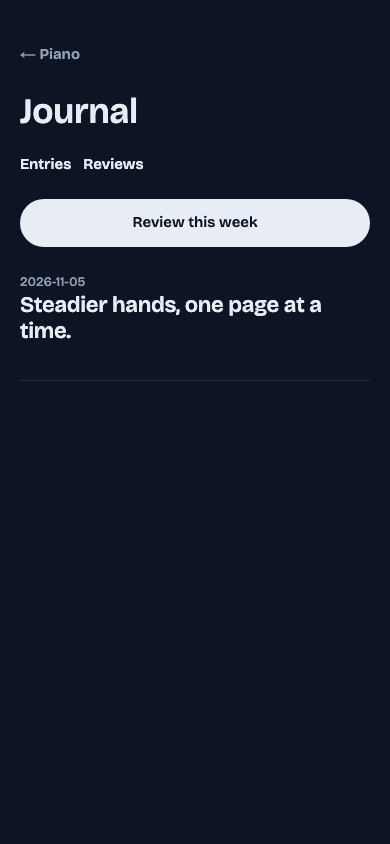 ← Piano
Journal
Entries Reviews
Review this week
2026-11-05
Steadier hands, one page at a
time.